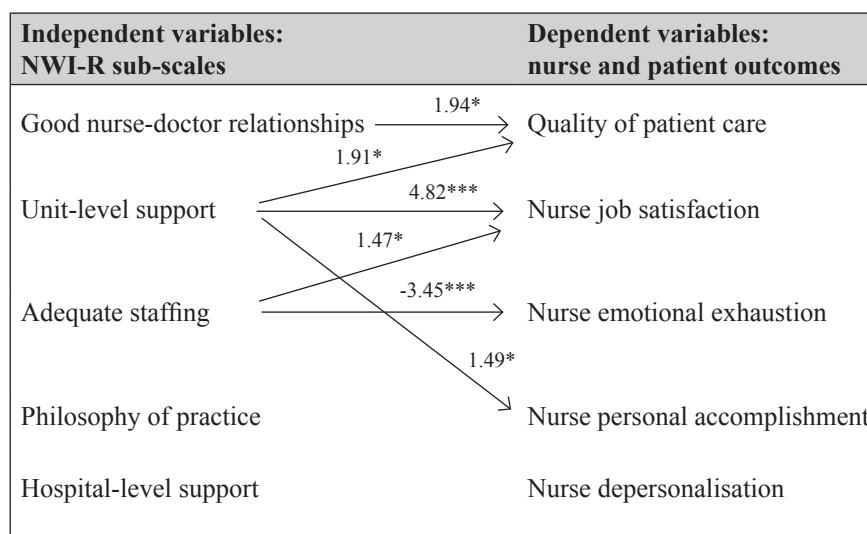 Independent variables:
NWI-R sub-scales
Dependent variables:
nurse and patient outcomes
Good nurse-doctor relationships
1.94*
Quality of patient care
1.91*
Unit-level support
4.82***
Nurse job satisfaction
1.47*
Adequate staffing
-3.45***
Nurse emotional exhaustion
1.49*
Philosophy of practice
Nurse personal accomplishment
Hospital-level support
Nurse depersonalisation